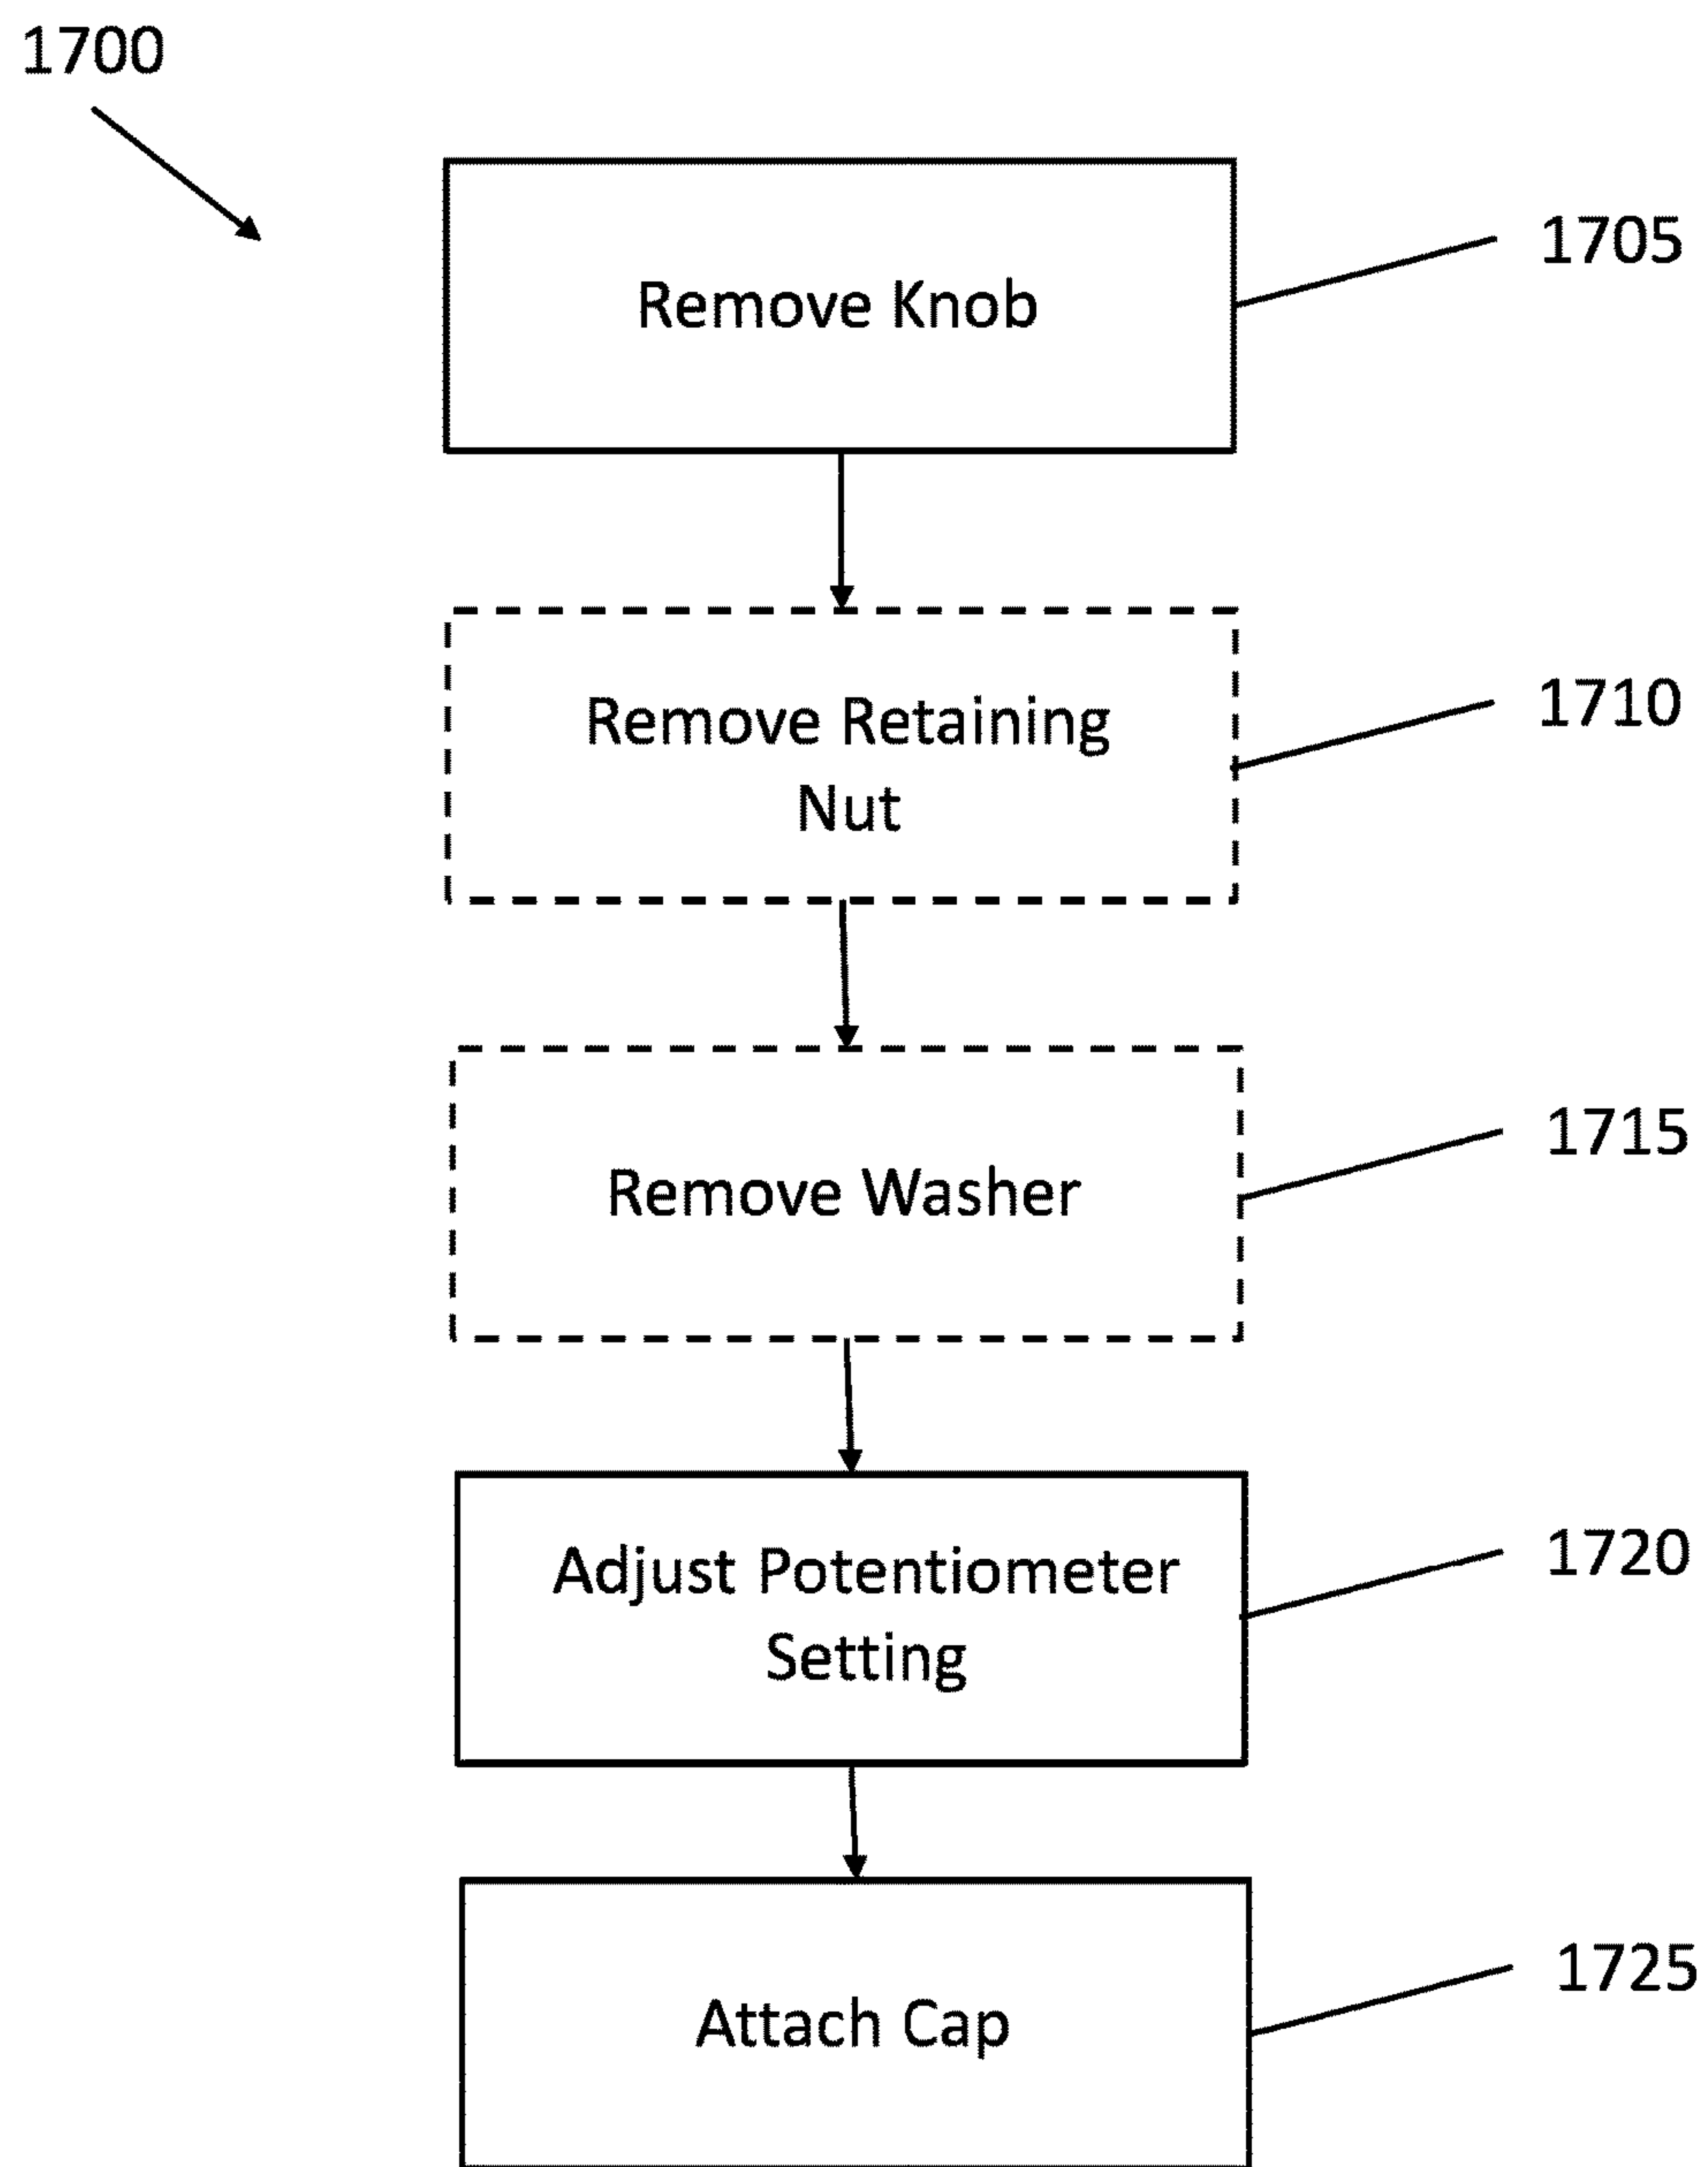 1700
Remove Knob
1705
Remove Retaining
Nut
1710
Remove Washer
1715
Adjust Potentiometer
Setting
1720
Attach Cap
1725